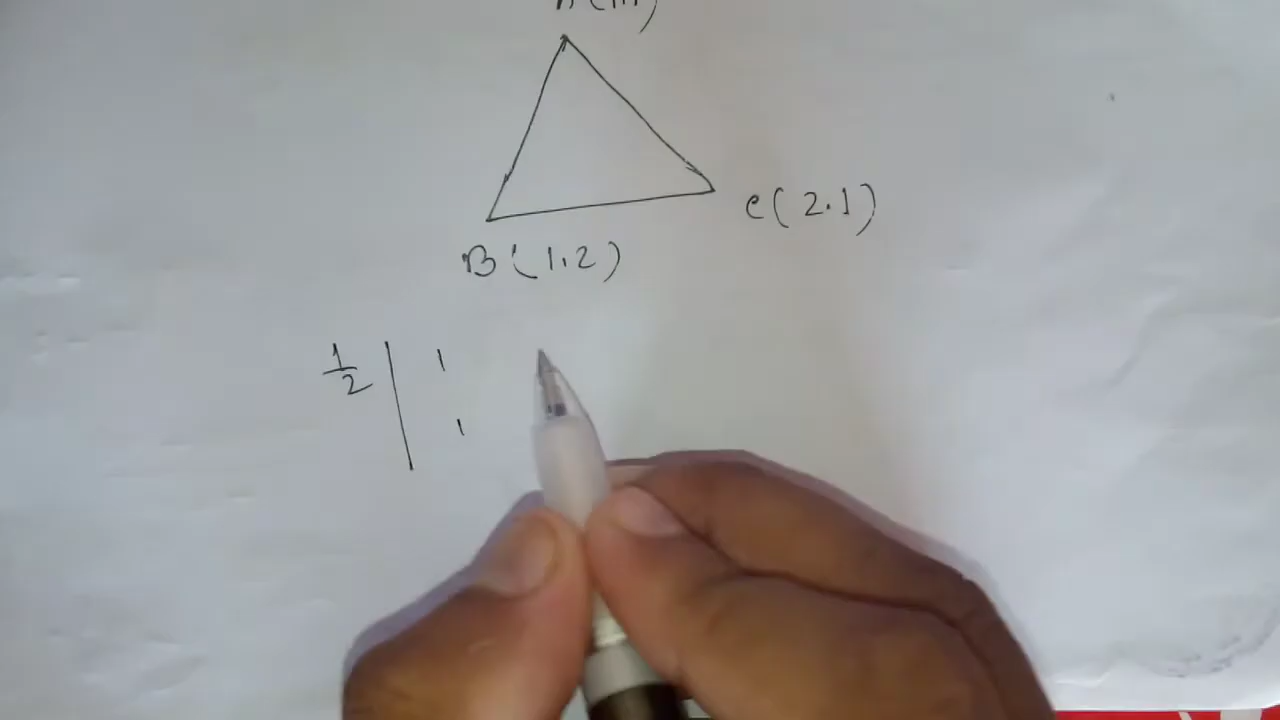 C(2.1)
B(1.2)
1/2 | 1
1